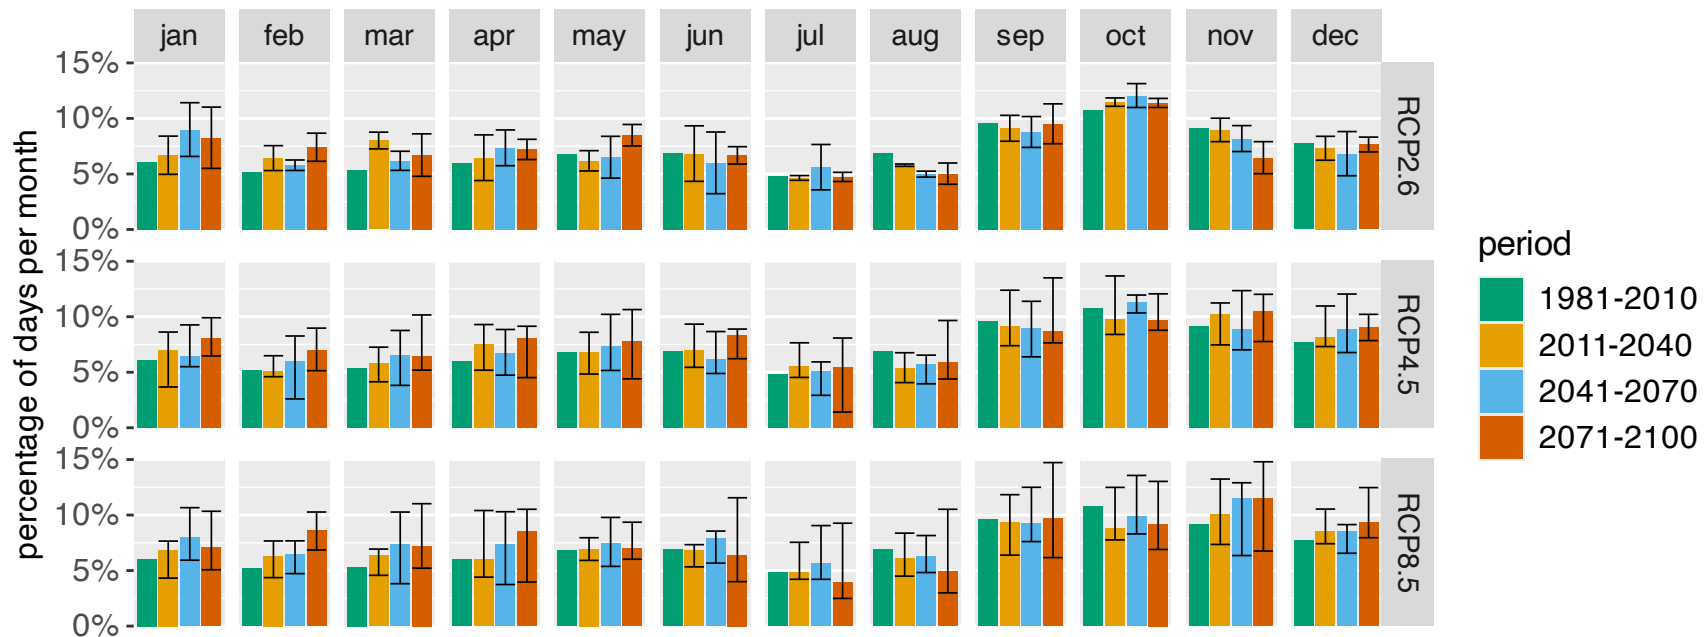 jan feb mar apr may jun jul aug sep oct nov dec
percentage of days per month
15%
10%
5%
0%
RCP2.6
15%
10%
5%
0%
RCP4.5
15%
10%
5%
0%
RCP8.5
period
1981-2010
2011-2040
2041-2070
2071-2100